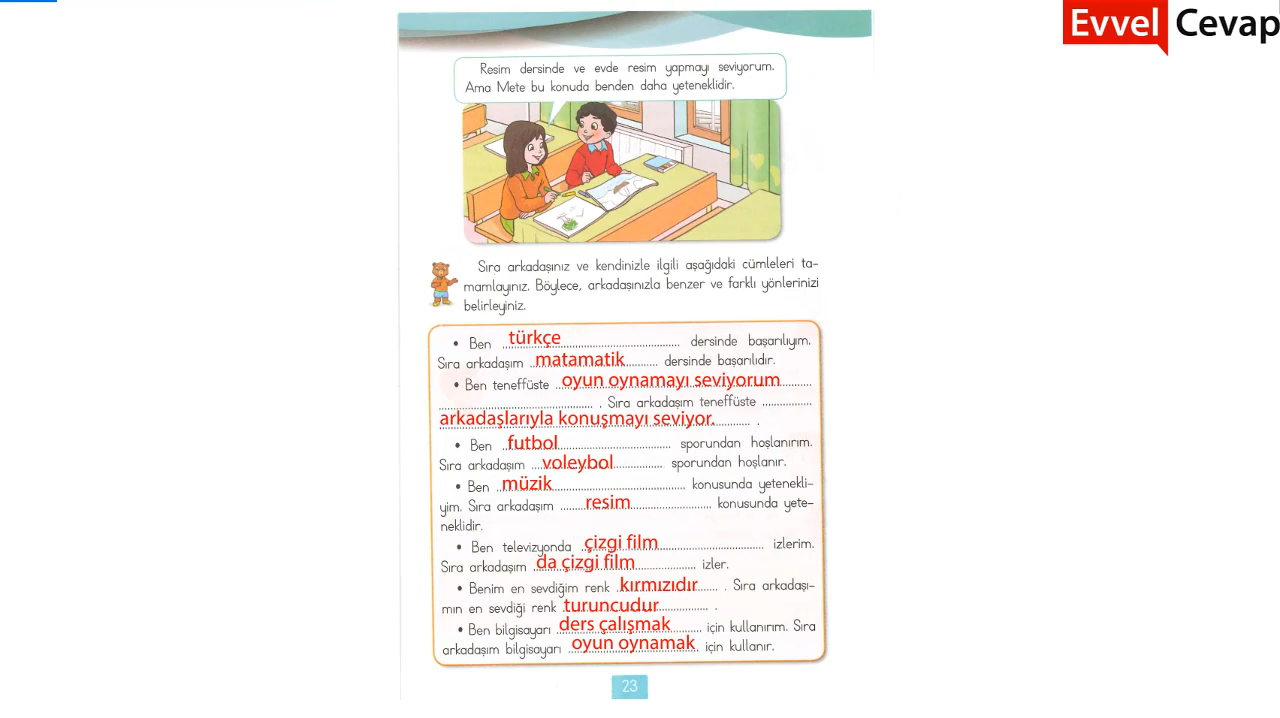 Evvel Cevap
Resim dersinde ve evde resim yapmayı seviyorum.
Ama Mete bu konuda benden daha yeteneklidir.
Sıra arkadaşınız ve kendinizle ilgili aşağıdaki cümleleri ta-
mamlayınız. Böylece, arkadaşınızla benzer ve farklı yönlerinizi
belirleyiniz.
• Ben türkçe dersinde başarılıyım.
Sıra arkadaşım matamatik dersinde başarılıdır.
• Ben teneffüste oyun oynamayı seviyorum
. Sıra arkadaşım teneffüste
arkadaşlarıyla konuşmayı seviyor. .
• Ben futbol sporundan hoşlanırım.
Sıra arkadaşım voleybol sporundan hoşlanır.
• Ben müzik konusunda yetenekli-
yim. Sıra arkadaşım resim konusunda yete-
neklidir.
• Ben televizyonda çizgi film izlerim.
Sıra arkadaşım da çizgi film izler.
• Benim en sevdiğim renk kırmızıdır . Sıra arkadaşı-
mın en sevdiği renk turuncudur .
• Ben bilgisayarı ders çalışmak için kullanırım. Sıra
arkadaşım bilgisayarı oyun oynamak için kullanır.
23